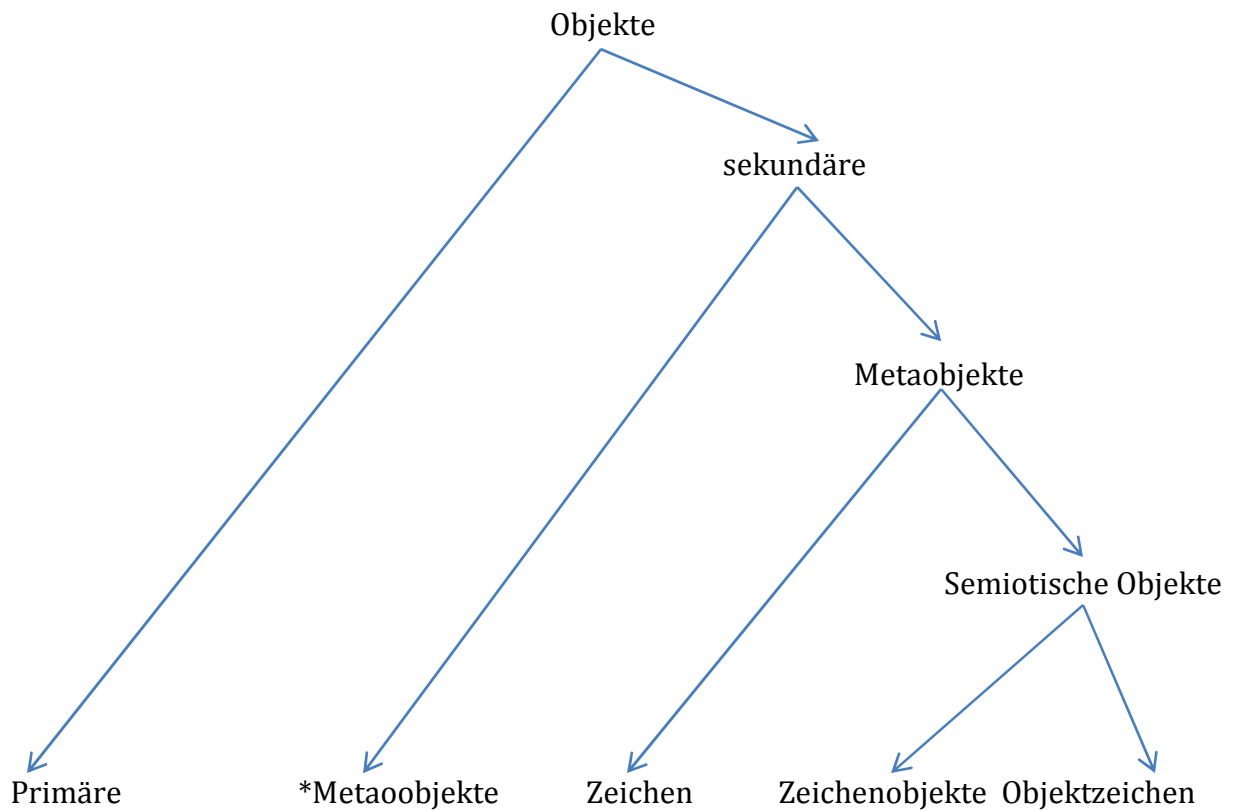 Objekte
sekundäre
Metaobjekte
Semiotische Objekte
Primäre *Metaoobjekte Zeichen Zeichenobjekte Objektzeichen